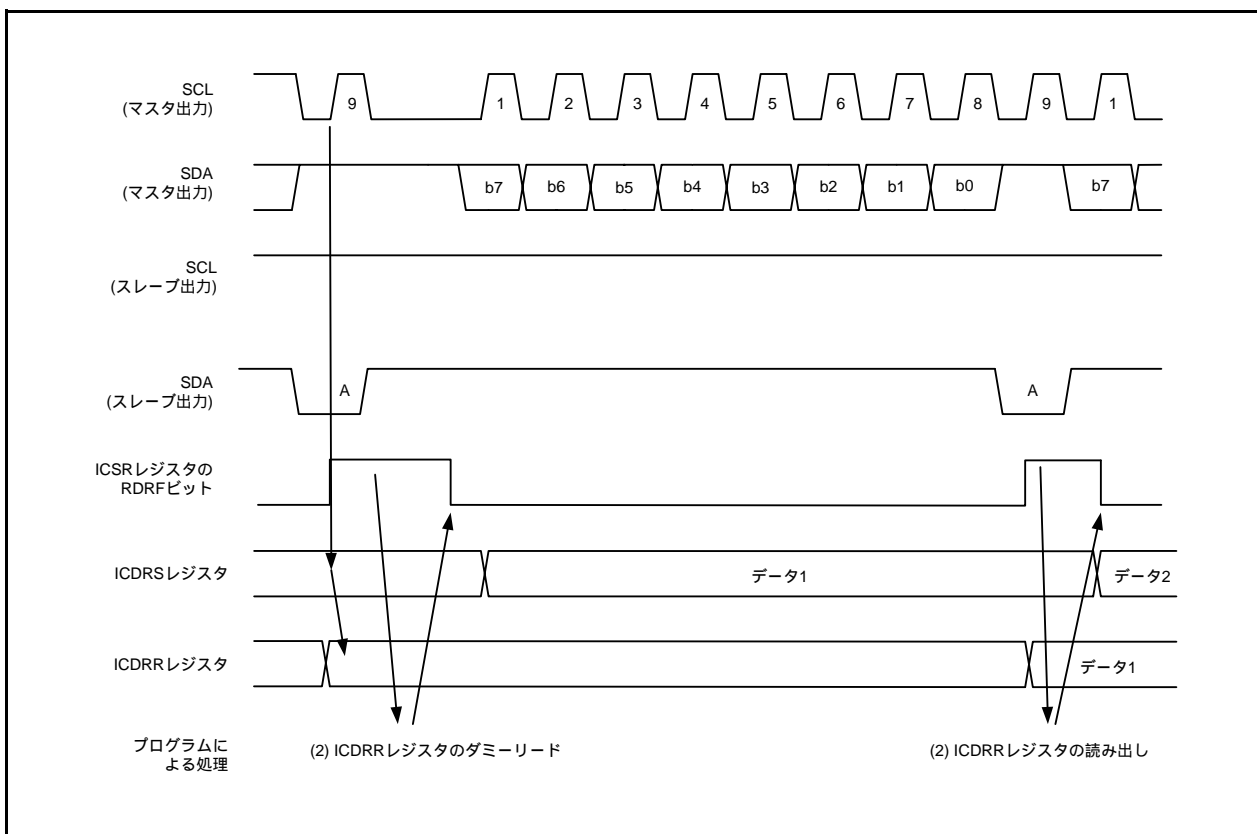 SCL
(マスタ出力)
9
1
2
3
4
5
6
7
8
9
1
SDA
(マスタ出力)
b7
b6
b5
b4
b3
b2
b1
b0
b7
SCL
(スレーブ出力)
SDA
(スレーブ出力)
A
A
ICSRレジスタの
RDRFビット
ICDRSレジスタ
データ1
データ2
ICDRRレジスタ
データ1
プログラムに
よる処理
(2) ICDRRレジスタのダミーリード
(2) ICDRRレジスタの読み出し